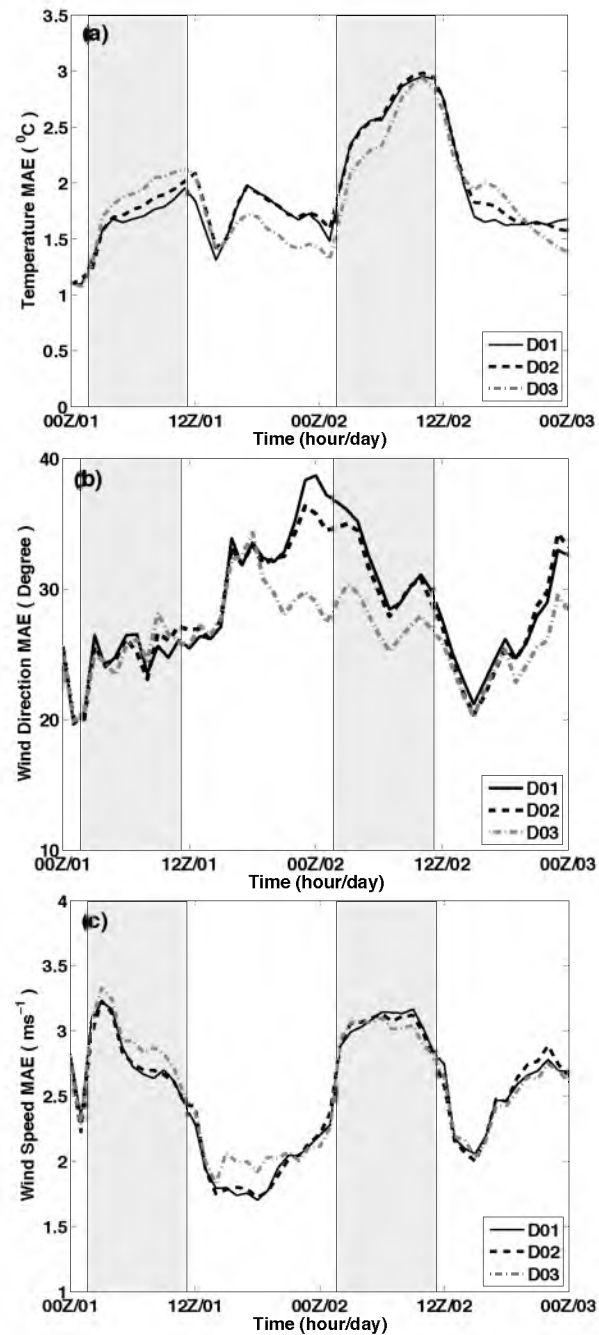 (a)
3.5
3
2.5
2
1.5
1
0.5
0
Temperature MAE ( ⁰C )
D01
D02
D03
00Z/01 12Z/01 00Z/02 12Z/02 00Z/03
Time (hour/day)
(b)
40
30
20
10
Wind Direction MAE ( Degree )
D01
D02
D03
00Z/01 12Z/01 00Z/02 12Z/02 00Z/03
Time (hour/day)
(c)
4
3.5
3
2.5
2
1.5
1
Wind Speed MAE ( ms⁻¹ )
D01
D02
D03
00Z/01 12Z/01 00Z/02 12Z/02 00Z/03
Time (hour/day)